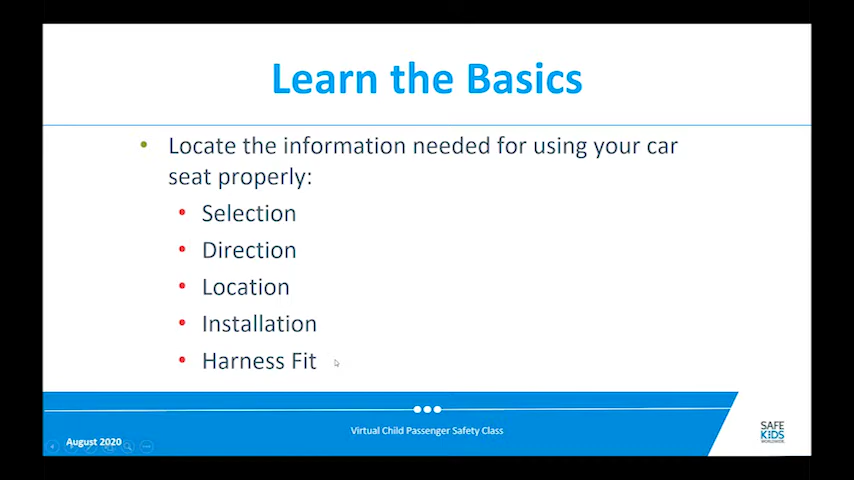 Learn the Basics
Locate the information needed for using your car
seat properly:
Selection
Direction
Location
Installation
Harness Fit
Virtual Child Passenger Safety Class
August 2020
SAFE
KIDS
WORLDWIDE